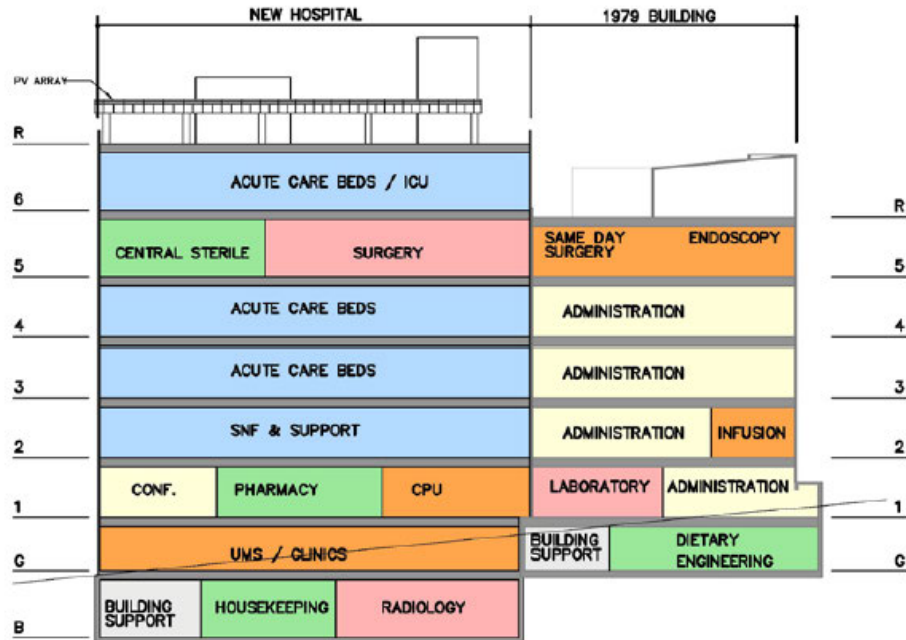 NEW HOSPITAL 1979 BUILDING
PV ARRAY
R
ACUTE CARE BEDS / ICU
6 R
SAME DAY SURGERY ENDOSCOPY
CENTRAL STERILE SURGERY
5 5
ACUTE CARE BEDS ADMINISTRATION
4 4
ACUTE CARE BEDS ADMINISTRATION
3 3
SNF & SUPPORT ADMINISTRATION INFUSION
2 2
CONF. PHARMACY CPU LABORATORY ADMINISTRATION
1 1
UMS / CLINICS BUILDING SUPPORT DIETARY ENGINEERING
G G
BUILDING SUPPORT HOUSEKEEPING RADIOLOGY
B